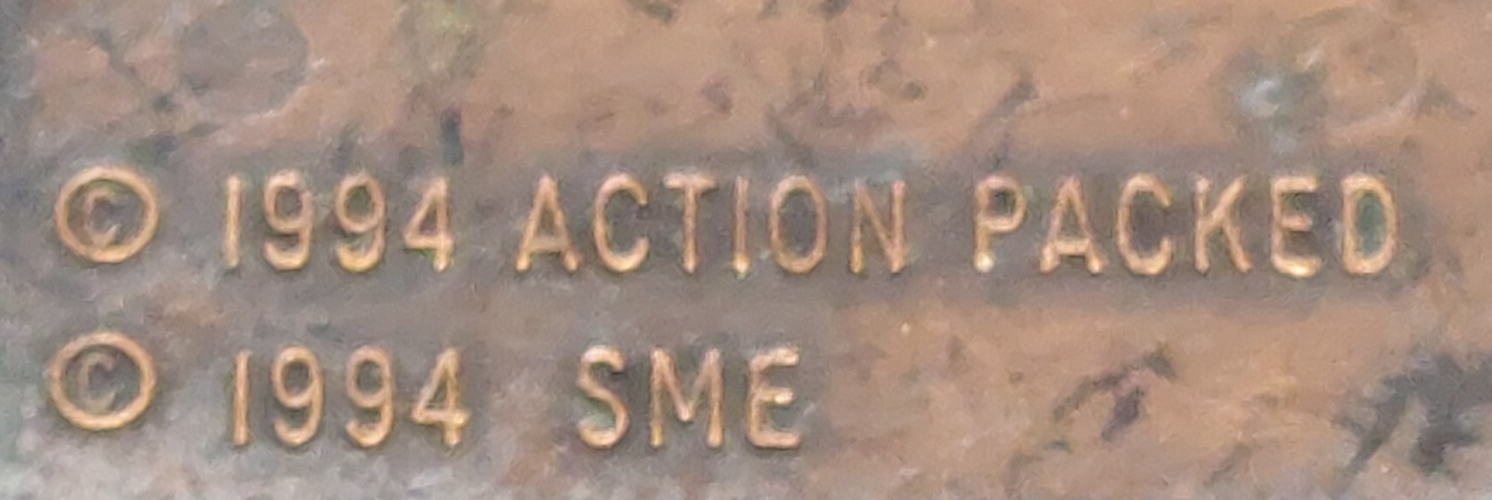 © 1994 ACTION PACKED
© 1994 SME